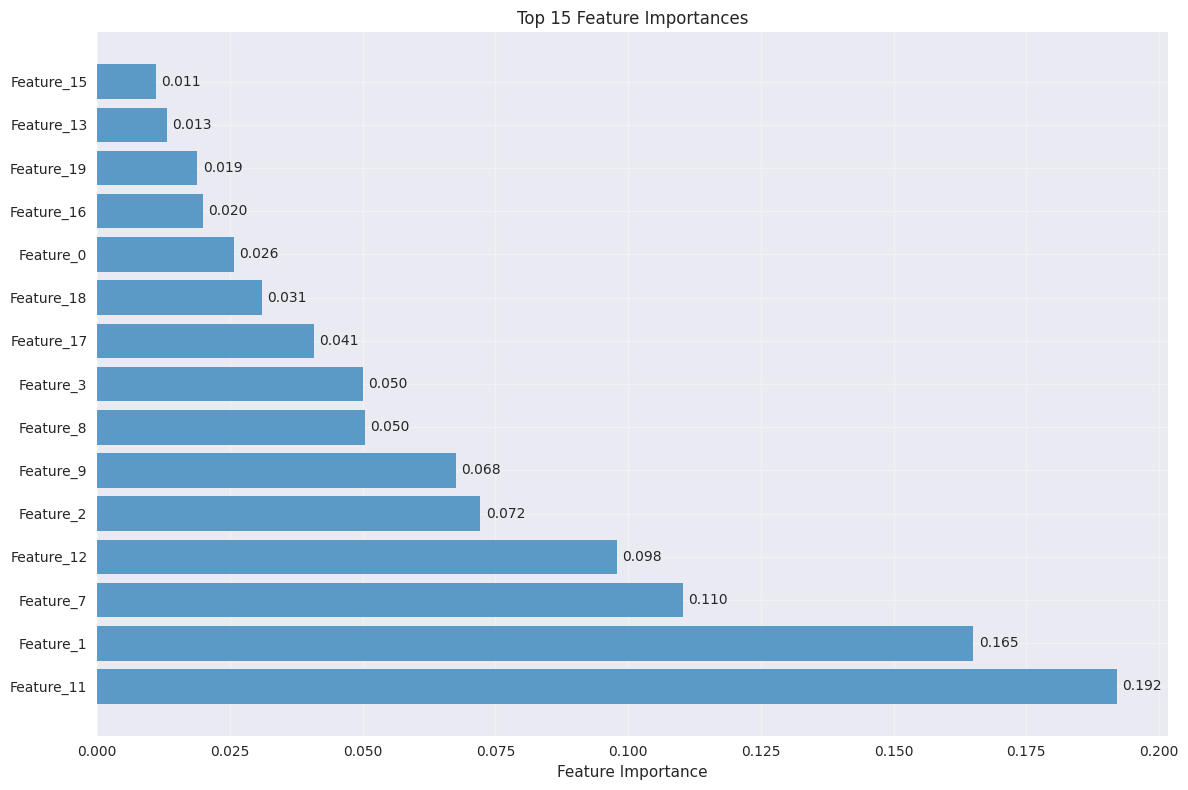 Top 15 Feature Importances
Feature_15 0.011
Feature_13 0.013
Feature_19 0.019
Feature_16 0.020
Feature_0 0.026
Feature_18 0.031
Feature_17 0.041
Feature_3 0.050
Feature_8 0.050
Feature_9 0.068
Feature_2 0.072
Feature_12 0.098
Feature_7 0.110
Feature_1 0.165
Feature_11 0.192
0.000 0.025 0.050 0.075 0.100 0.125 0.150 0.175 0.200
Feature Importance